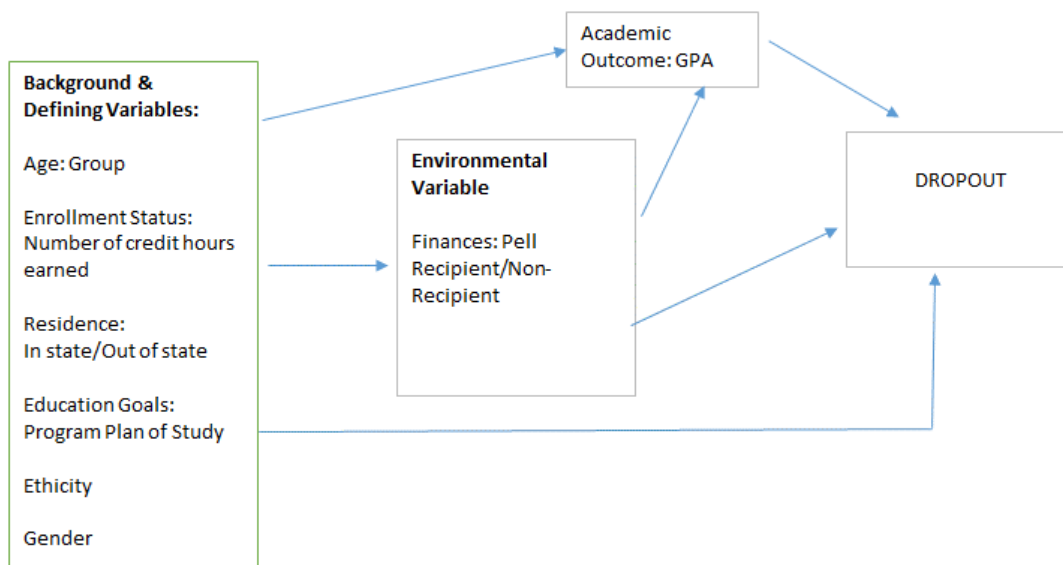 Background &
Defining Variables:
Age: Group
Enrollment Status:
Number of credit hours
earned
Residence:
In state/Out of state
Education Goals:
Program Plan of Study
Ethicity
Gender
Environmental
Variable
Finances: Pell
Recipient/Non-
Recipient
Academic
Outcome: GPA
DROPOUT